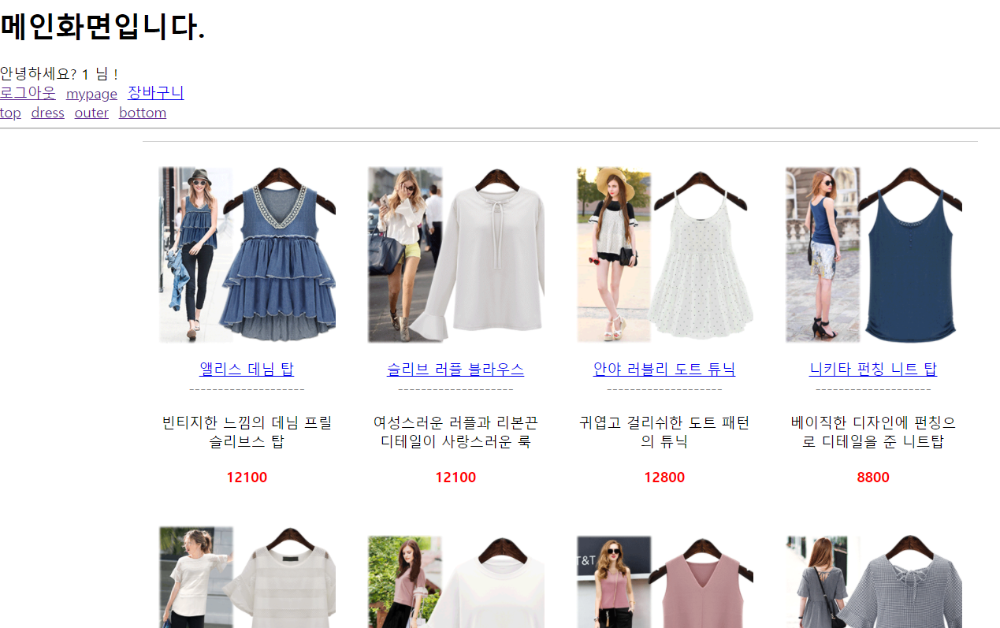 메인화면입니다.
안녕하세요? 1 님 !
로그아웃 mypage 장바구니
top dress outer bottom
앨리스 데님 탑
--------------------
빈티지한 느낌의 데님 프릴
슬리브스 탑
12100
슬리브 러플 블라우스
--------------------
여성스러운 러플과 리본끈
디테일이 사랑스러운 룩
12100
안야 러블리 도트 튜닉
--------------------
귀엽고 걸리쉬한 도트 패턴
의 튜닉
12800
니키타 펀칭 니트 탑
--------------------
베이직한 디자인에 펀칭으
로 디테일을 준 니트탑
8800
T&T